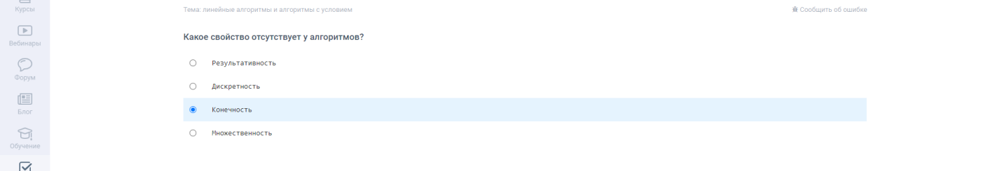 Курсы
Вебинары
Форум
Блог
Обучение
Тема: линейные алгоритмы и алгоритмы с условием
Сообщить об ошибке
Какое свойство отсутствует у алгоритмов?
Результативность
Дискретность
Конечность
Множественность